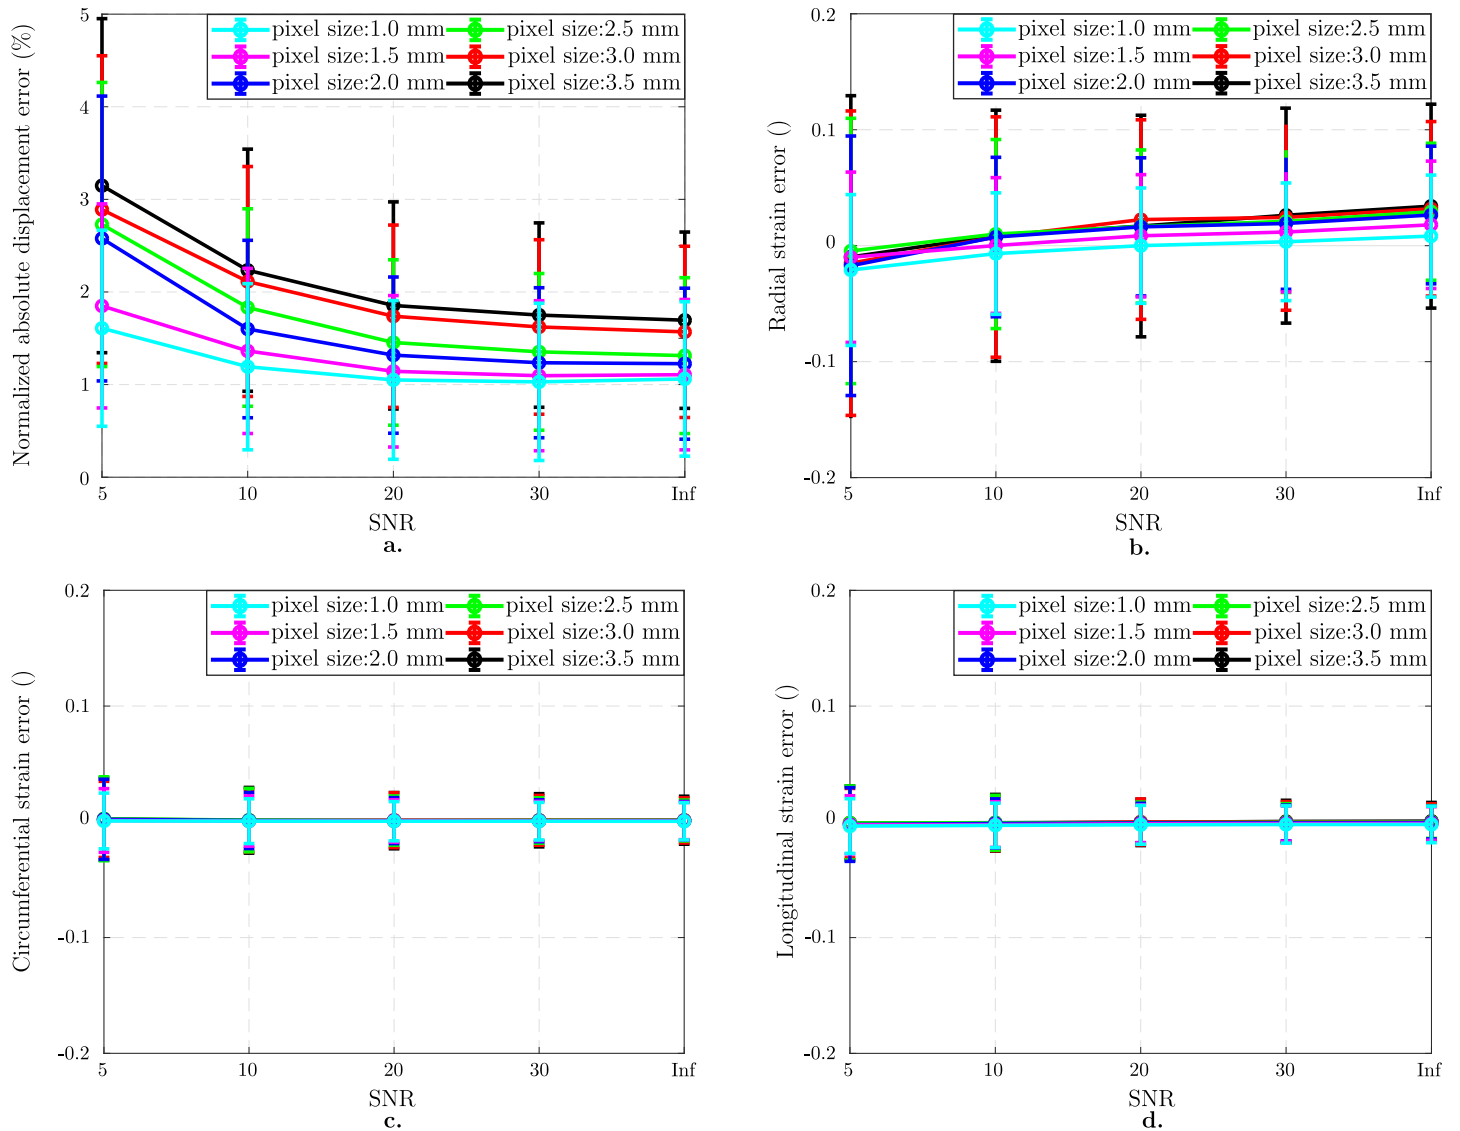 Normalized absolute displacement error (%)
5
4
3
2
1
0
pixel size:1.0 mm
pixel size:2.5 mm
pixel size:1.5 mm
pixel size:3.0 mm
pixel size:2.0 mm
pixel size:3.5 mm
5
10
20
30
Inf
SNR
a.
Radial strain error ()
0.2
0.1
0
-0.1
-0.2
pixel size:1.0 mm
pixel size:2.5 mm
pixel size:1.5 mm
pixel size:3.0 mm
pixel size:2.0 mm
pixel size:3.5 mm
5
10
20
30
Inf
SNR
b.
Circumferential strain error ()
0.2
0.1
0
-0.1
-0.2
pixel size:1.0 mm
pixel size:2.5 mm
pixel size:1.5 mm
pixel size:3.0 mm
pixel size:2.0 mm
pixel size:3.5 mm
5
10
20
30
Inf
SNR
c.
Longitudinal strain error ()
0.2
0.1
0
-0.1
-0.2
pixel size:1.0 mm
pixel size:2.5 mm
pixel size:1.5 mm
pixel size:3.0 mm
pixel size:2.0 mm
pixel size:3.5 mm
5
10
20
30
Inf
SNR
d.